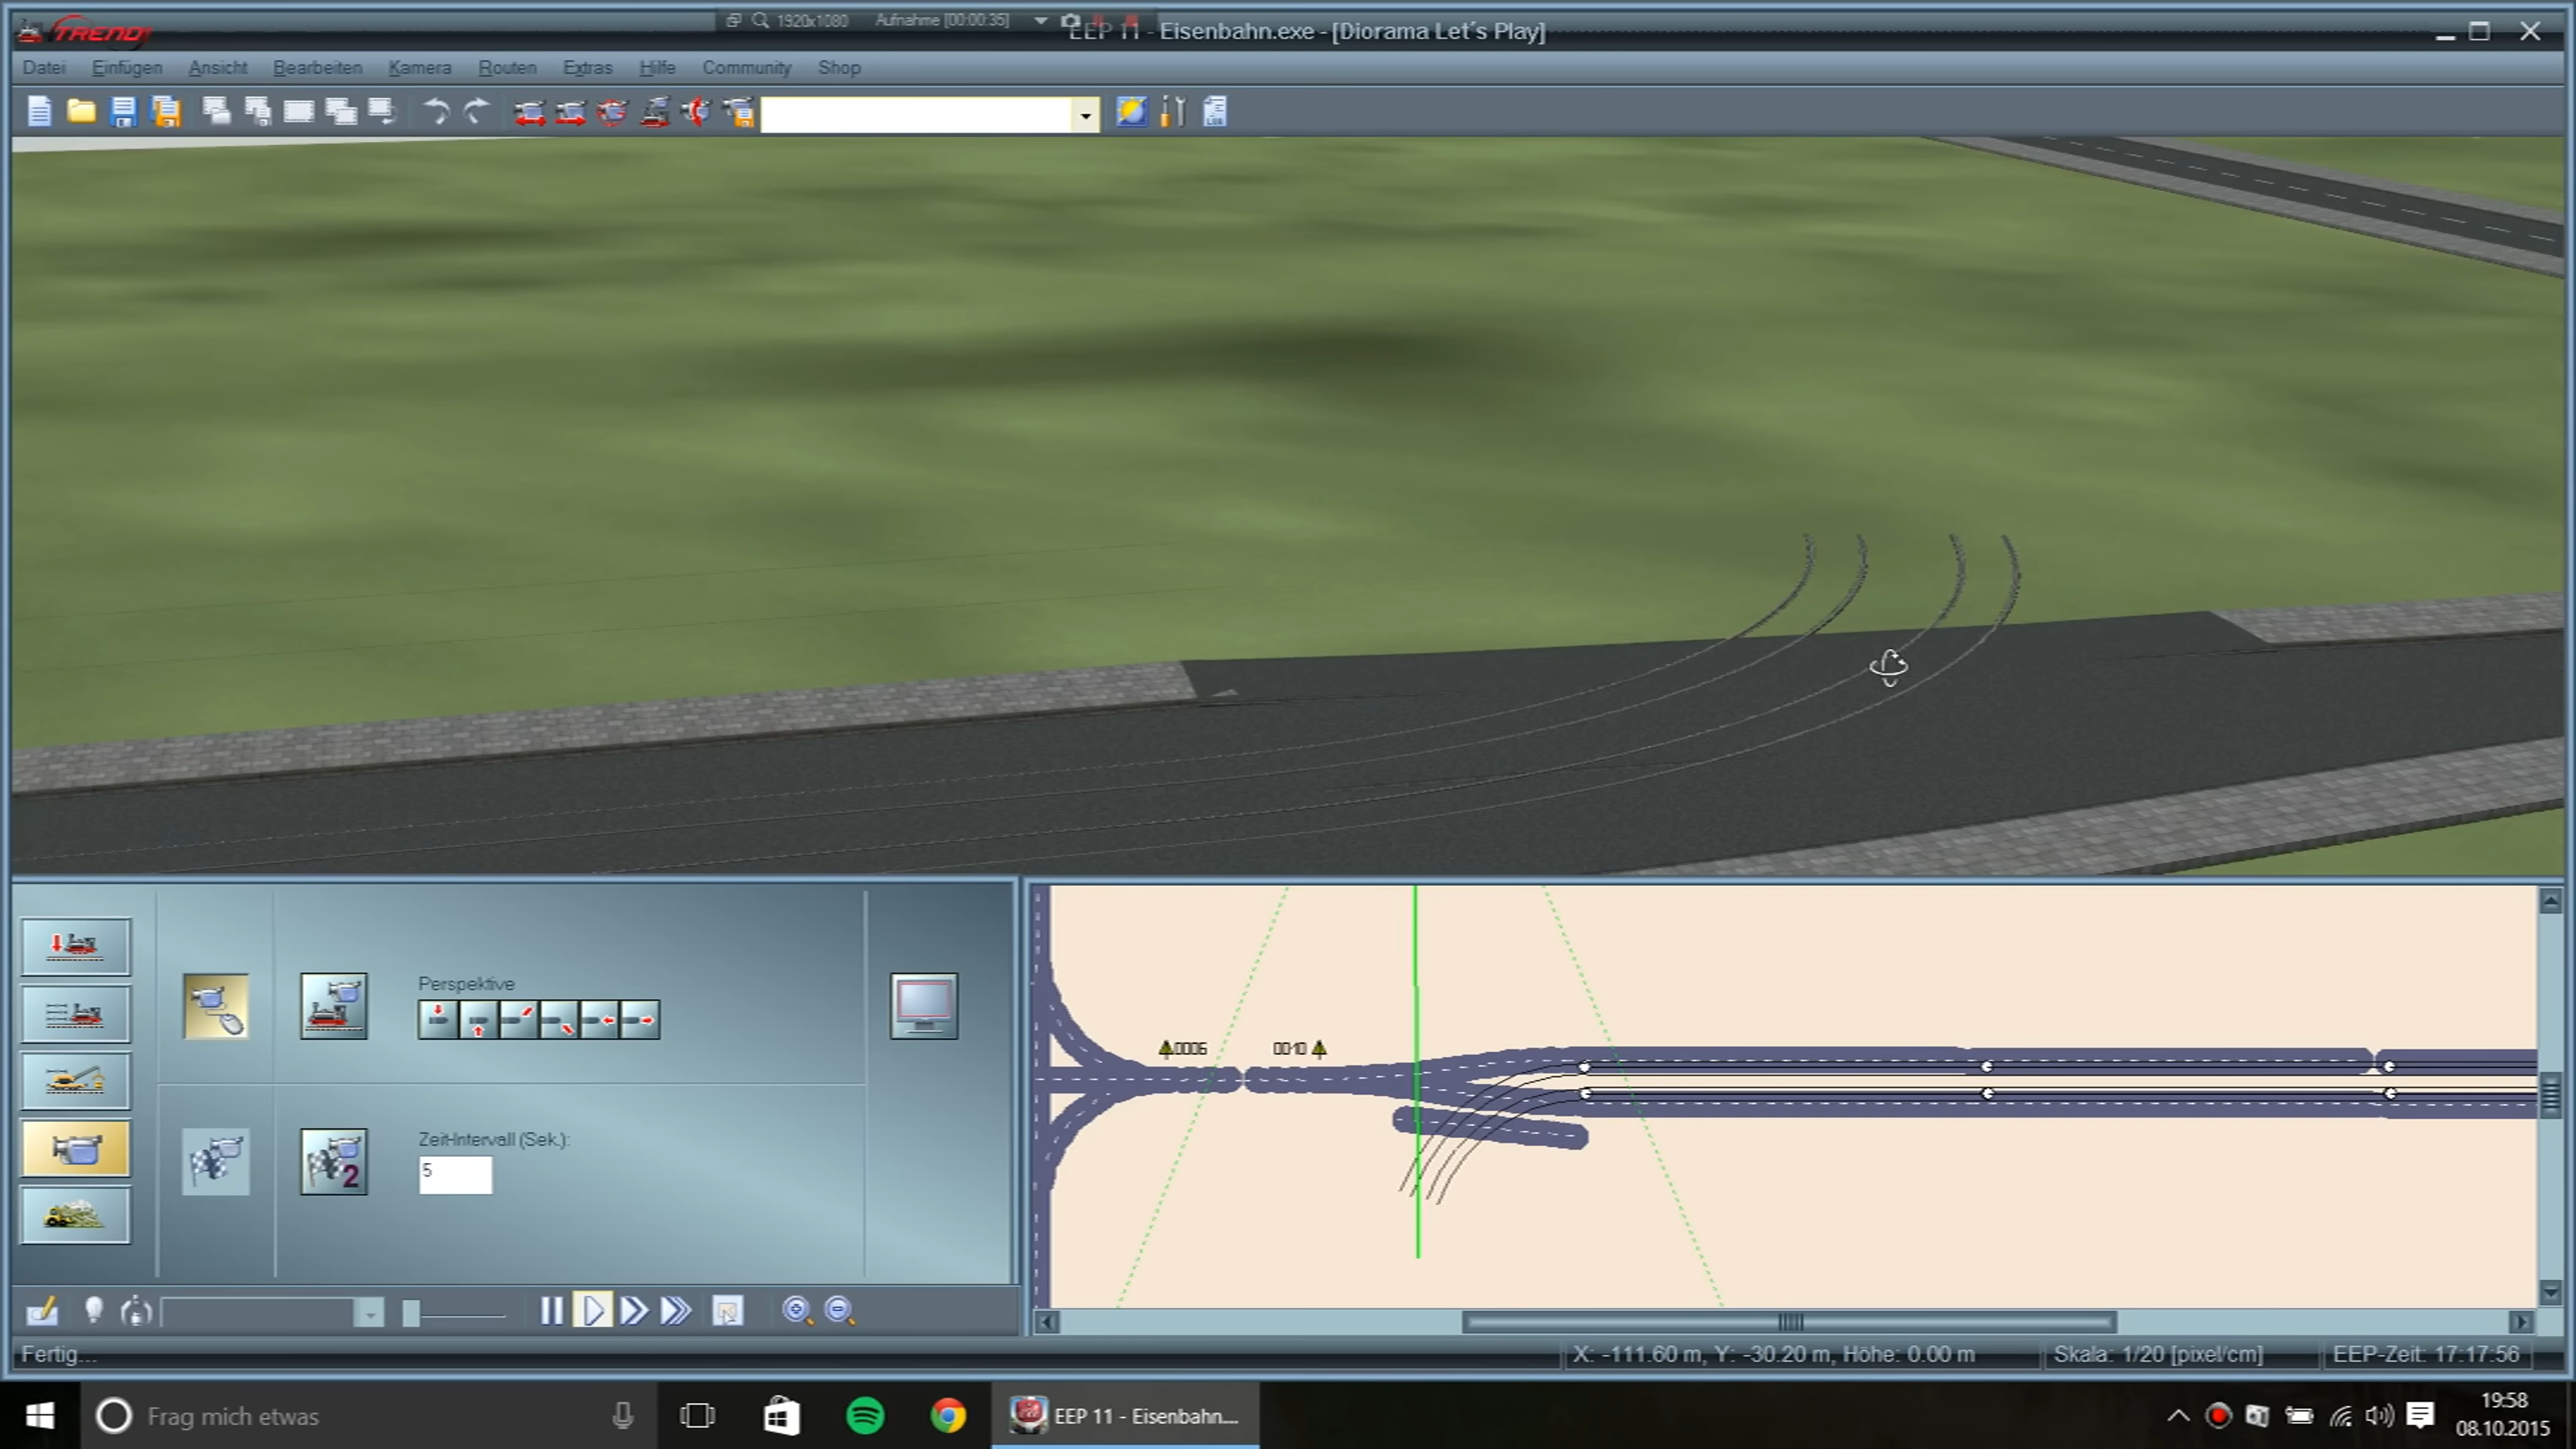 1920x1080 Aufnahme [00:00:35]
TREND
EEP 11 - Eisenbahn.exe - [Diorama Let´s Play]
Datei Einfügen Ansicht Bearbeiten Kamera Routen Extras Hilfe Community Shop
Perspektive
Zeit-Intervall (Sek.):
5
2
0006 0010
Fertig...
X: -111.60 m, Y: -30.20 m, Höhe: 0.00 m Skala: 1/20 [pixel/cm] EEP-Zeit: 17:17:56
Frag mich etwas
EEP 11 - Eisenbahn....
19:58
08.10.2015